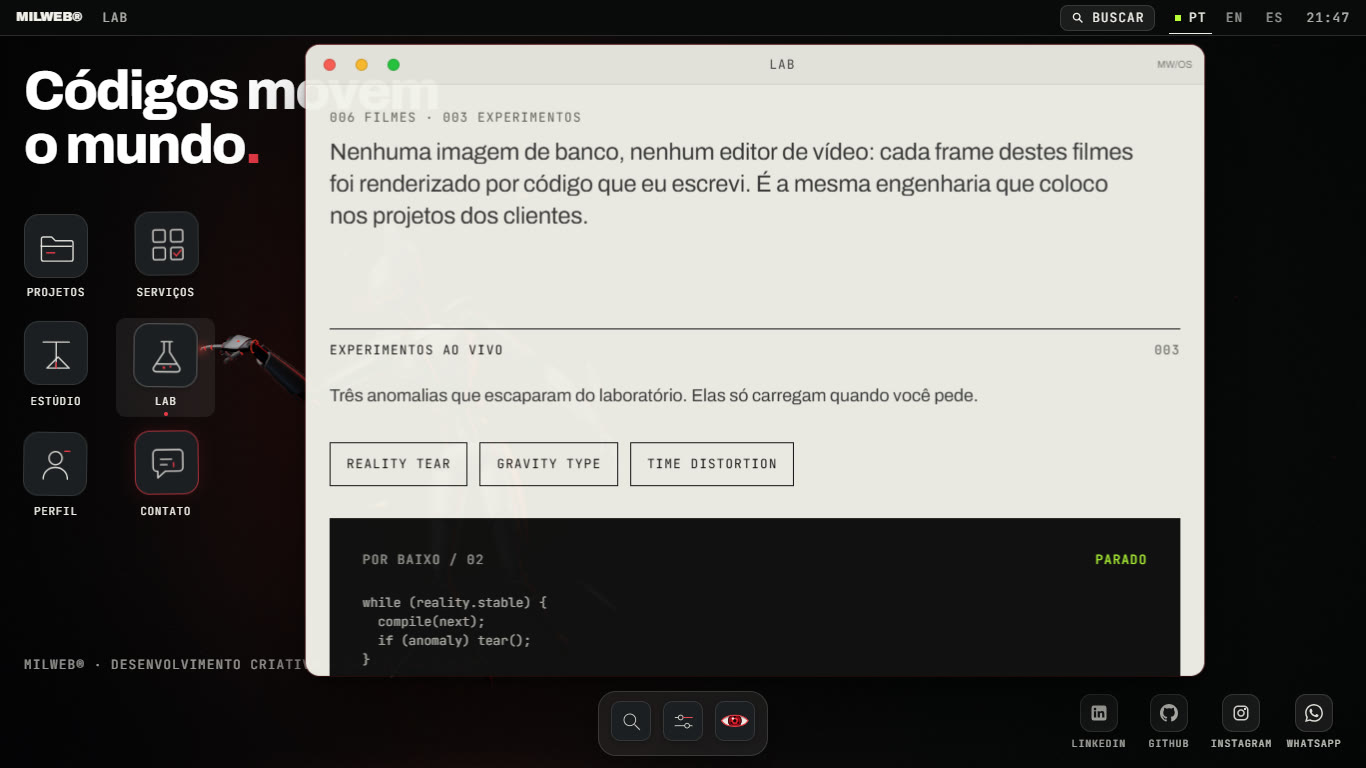 MILWEB® LAB
BUSCAR
PT EN ES 21:47
Códigos movem
o mundo.
PROJETOS
SERVIÇOS
ESTÚDIO
LAB
PERFIL
CONTATO
MILWEB® · DESENVOLVIMENTO
LAB
MW/OS
006 FILMES · 003 EXPERIMENTOS
Nenhuma imagem de banco, nenhum editor de vídeo: cada frame destes filmes
foi renderizado por código que eu escrevi. É a mesma engenharia que coloco
nos projetos dos clientes.
EXPERIMENTOS AO VIVO 003
Três anomalias que escaparam do laboratório. Elas só carregam quando você pede.
REALITY TEAR
GRAVITY TYPE
TIME DISTORTION
POR BAIXO / 02 PARADO
while (reality.stable) {
compile(next);
if (anomaly) tear();
}
LINKEDIN
GITHUB
INSTAGRAM
WHATSAPP